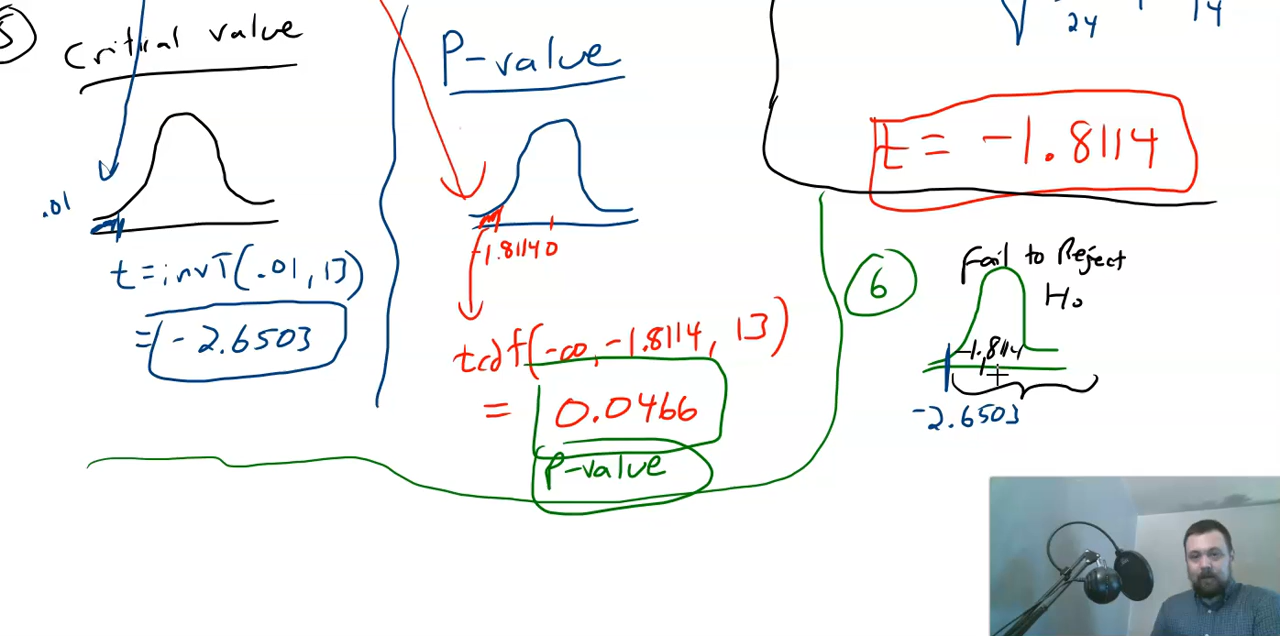 5
Critical value
.01
t = invT(.01, 13)
= -2.6503
P-value
-1.8114 0
tcdf(-∞, -1.8114, 13)
= 0.0466
P-value
√ 24 + 14
t = -1.8114
6
Fail to Reject
H₀
-1.8114
-2.6503